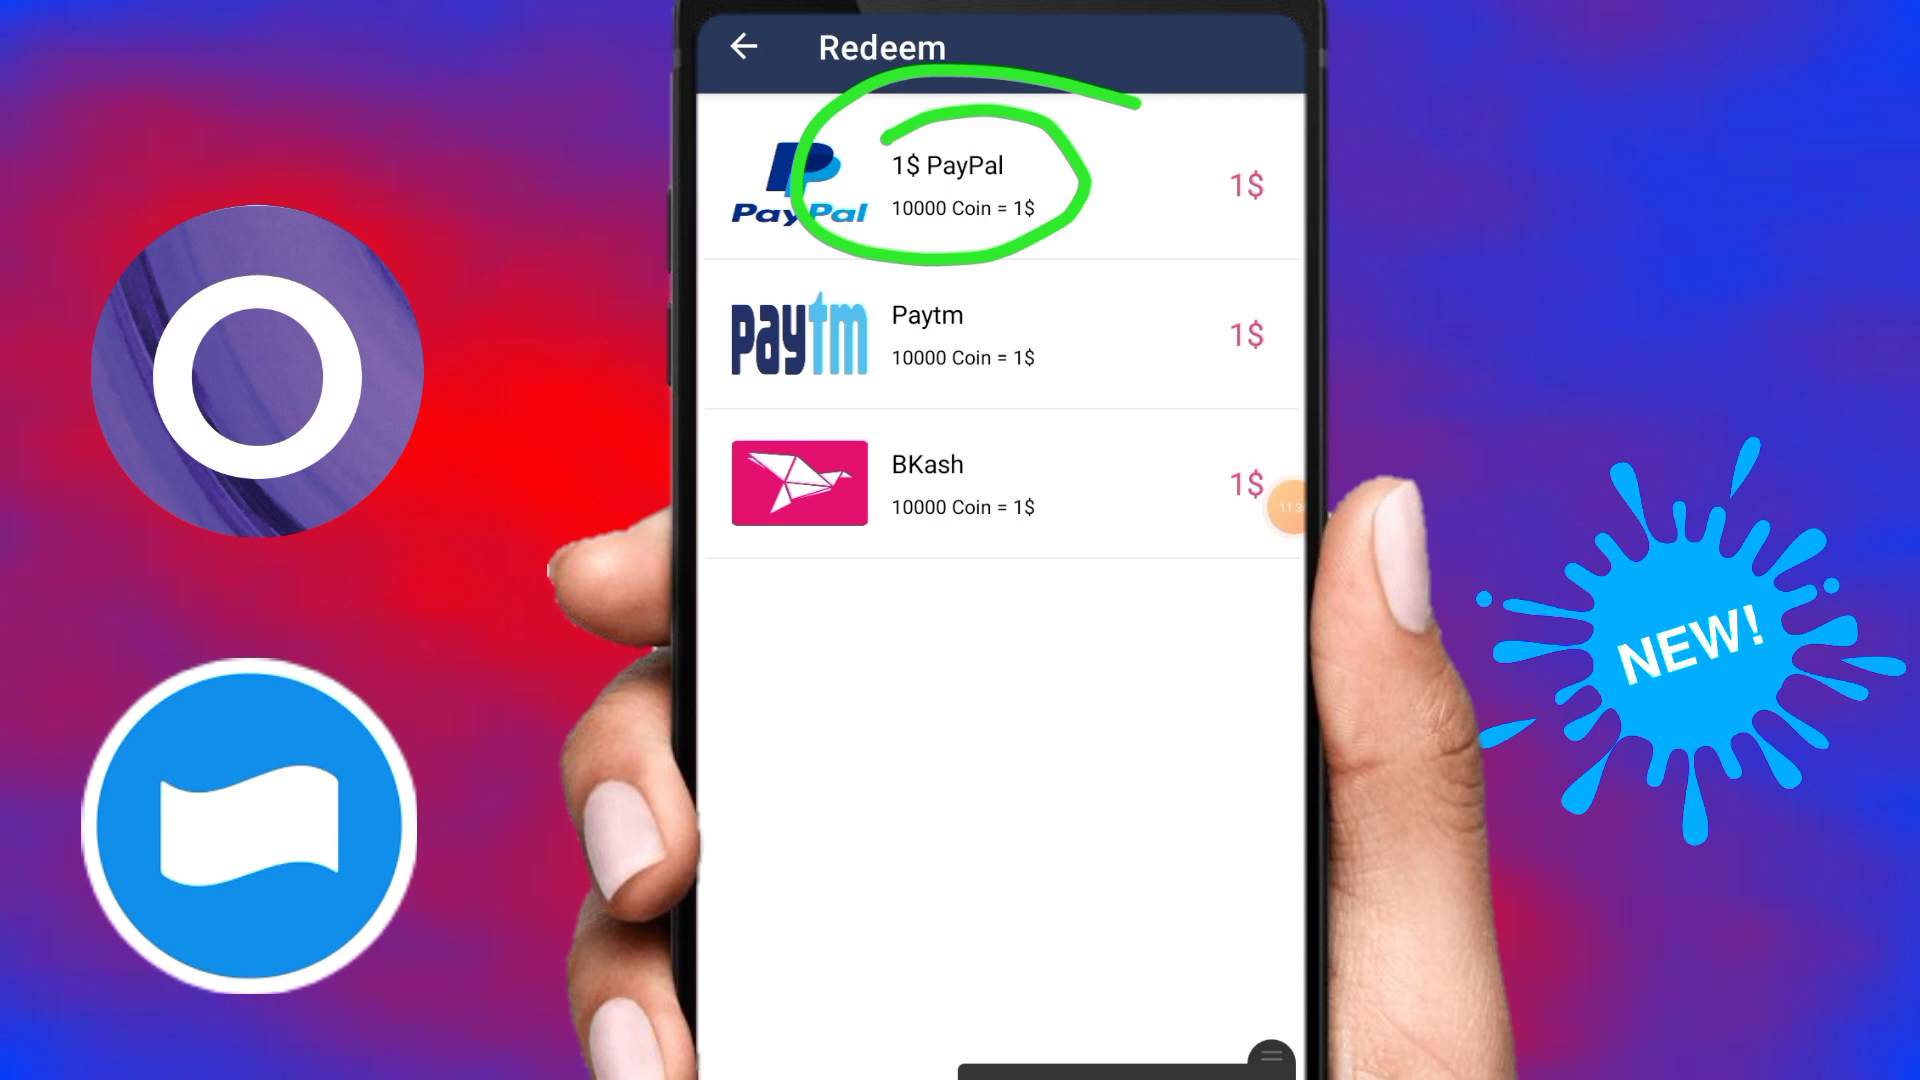 Redeem
1$ PayPal
PayPal
10000 Coin = 1$
1$
paytm
Paytm
10000 Coin = 1$
1$
BKash
10000 Coin = 1$
1$
NEW!